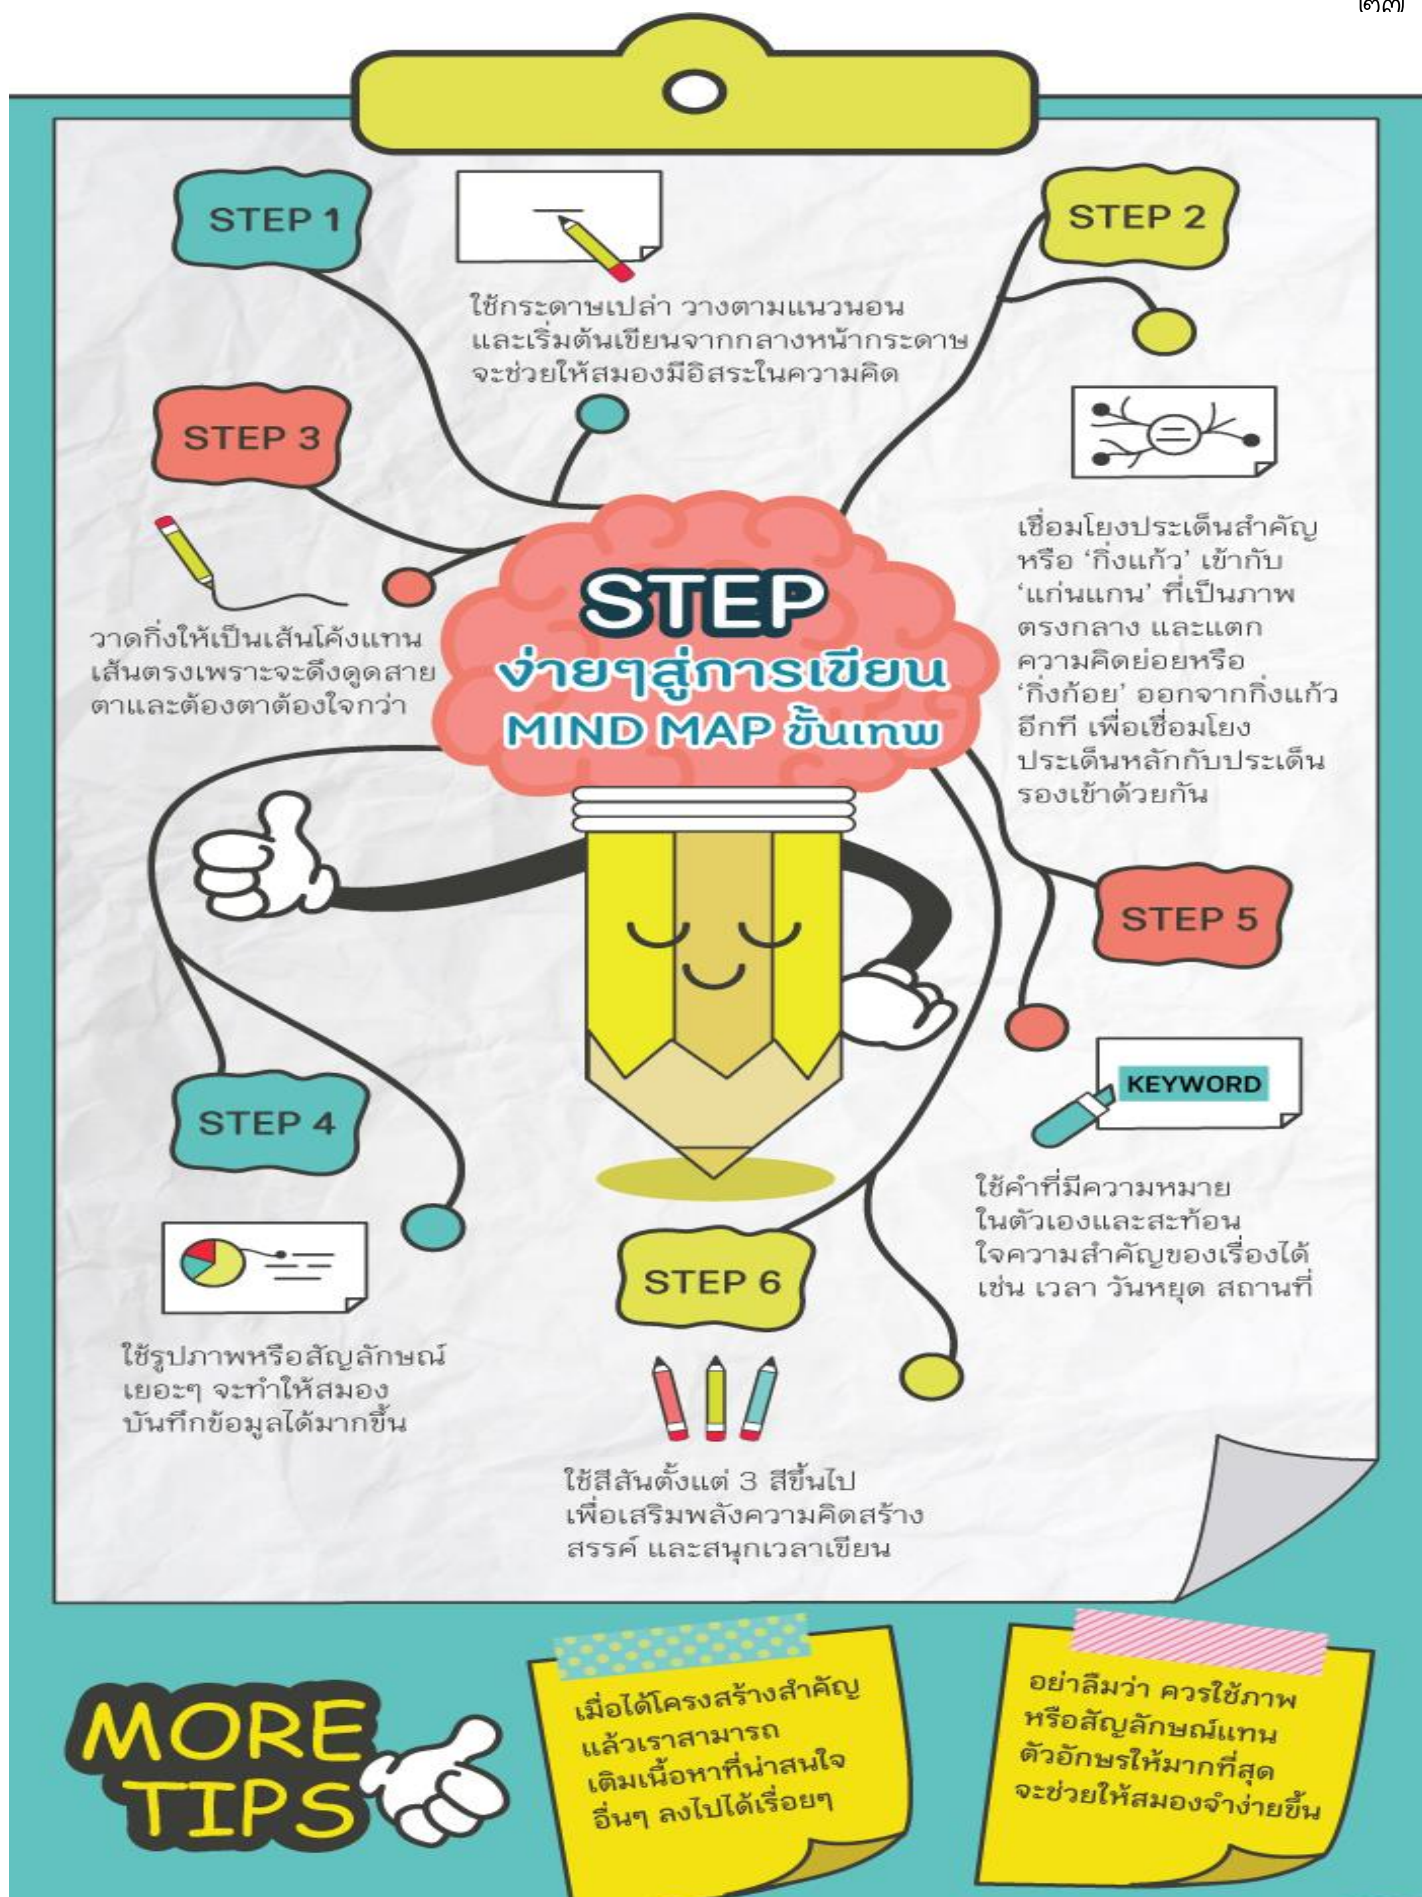 ๒๗
STEP 1
ใช้กระดาษเปล่า วางตามแนวนอน
และเริ่มต้นเขียนจากกลางหน้ากระดาษ
จะช่วยให้สมองมีอิสระในความคิด
STEP 2
เชื่อมโยงประเด็นสำคัญ
หรือ ‘กิ่งแก้ว’ เข้ากับ
‘แก่นแกน’ ที่เป็นภาพ
ตรงกลาง และแตก
ความคิดย่อยหรือ
‘กิ่งก้อย’ ออกจากกิ่งแก้ว
อีกที เพื่อเชื่อมโยง
ประเด็นหลักกับประเด็น
รองเข้าด้วยกัน
STEP 3
วาดกิ่งให้เป็นเส้นโค้งแทน
เส้นตรงเพราะจะดึงดูดสาย
ตาและต้องตาต้องใจกว่า
STEP
ง่ายๆสู่การเขียน
MIND MAP ขั้นเทพ
STEP 4
ใช้รูปภาพหรือสัญลักษณ์
เยอะๆ จะทำให้สมอง
บันทึกข้อมูลได้มากขึ้น
STEP 5
KEYWORD
ใช้คำที่มีความหมาย
ในตัวเองและสะท้อน
ใจความสำคัญของเรื่องได้
เช่น เวลา วันหยุด สถานที่
STEP 6
ใช้สีสันตั้งแต่ 3 สีขึ้นไป
เพื่อเสริมพลังความคิดสร้าง
สรรค์ และสนุกเวลาเขียน
MORE
TIPS
เมื่อได้โครงสร้างสำคัญ
แล้วเราสามารถ
เติมเนื้อหาที่น่าสนใจ
อื่นๆ ลงไปได้เรื่อยๆ
อย่าลืมว่า ควรใช้ภาพ
หรือสัญลักษณ์แทน
ตัวอักษรให้มากที่สุด
จะช่วยให้สมองจำง่ายขึ้น